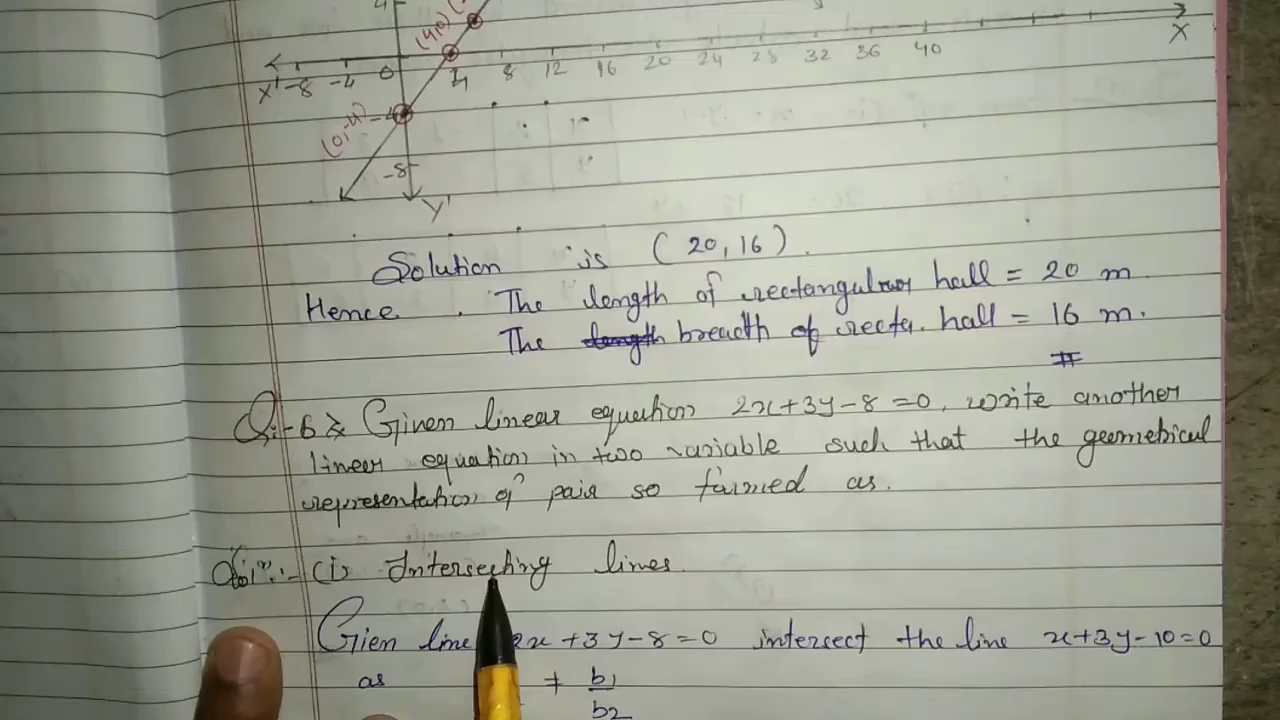 4
(4,0)
X' -8 -4 0 4 8 12 16 20 24 28 32 36 40 X
(0,-4) -4
-8
Y'
Solution is (20,16).
Hence. The length of rectangular hall = 20 m.
The breadth of recta. hall = 16 m.
Q:-6> Given linear equation 2x+3y-8=0, write another
linear equation in two variable such that the geometrical
representation of pair so formed as.
Solⁿ:- (i) Intersecting lines.
Gien line 2x+3y-8=0 intersect the line x+3y-10=0
as ≠ b1
b2